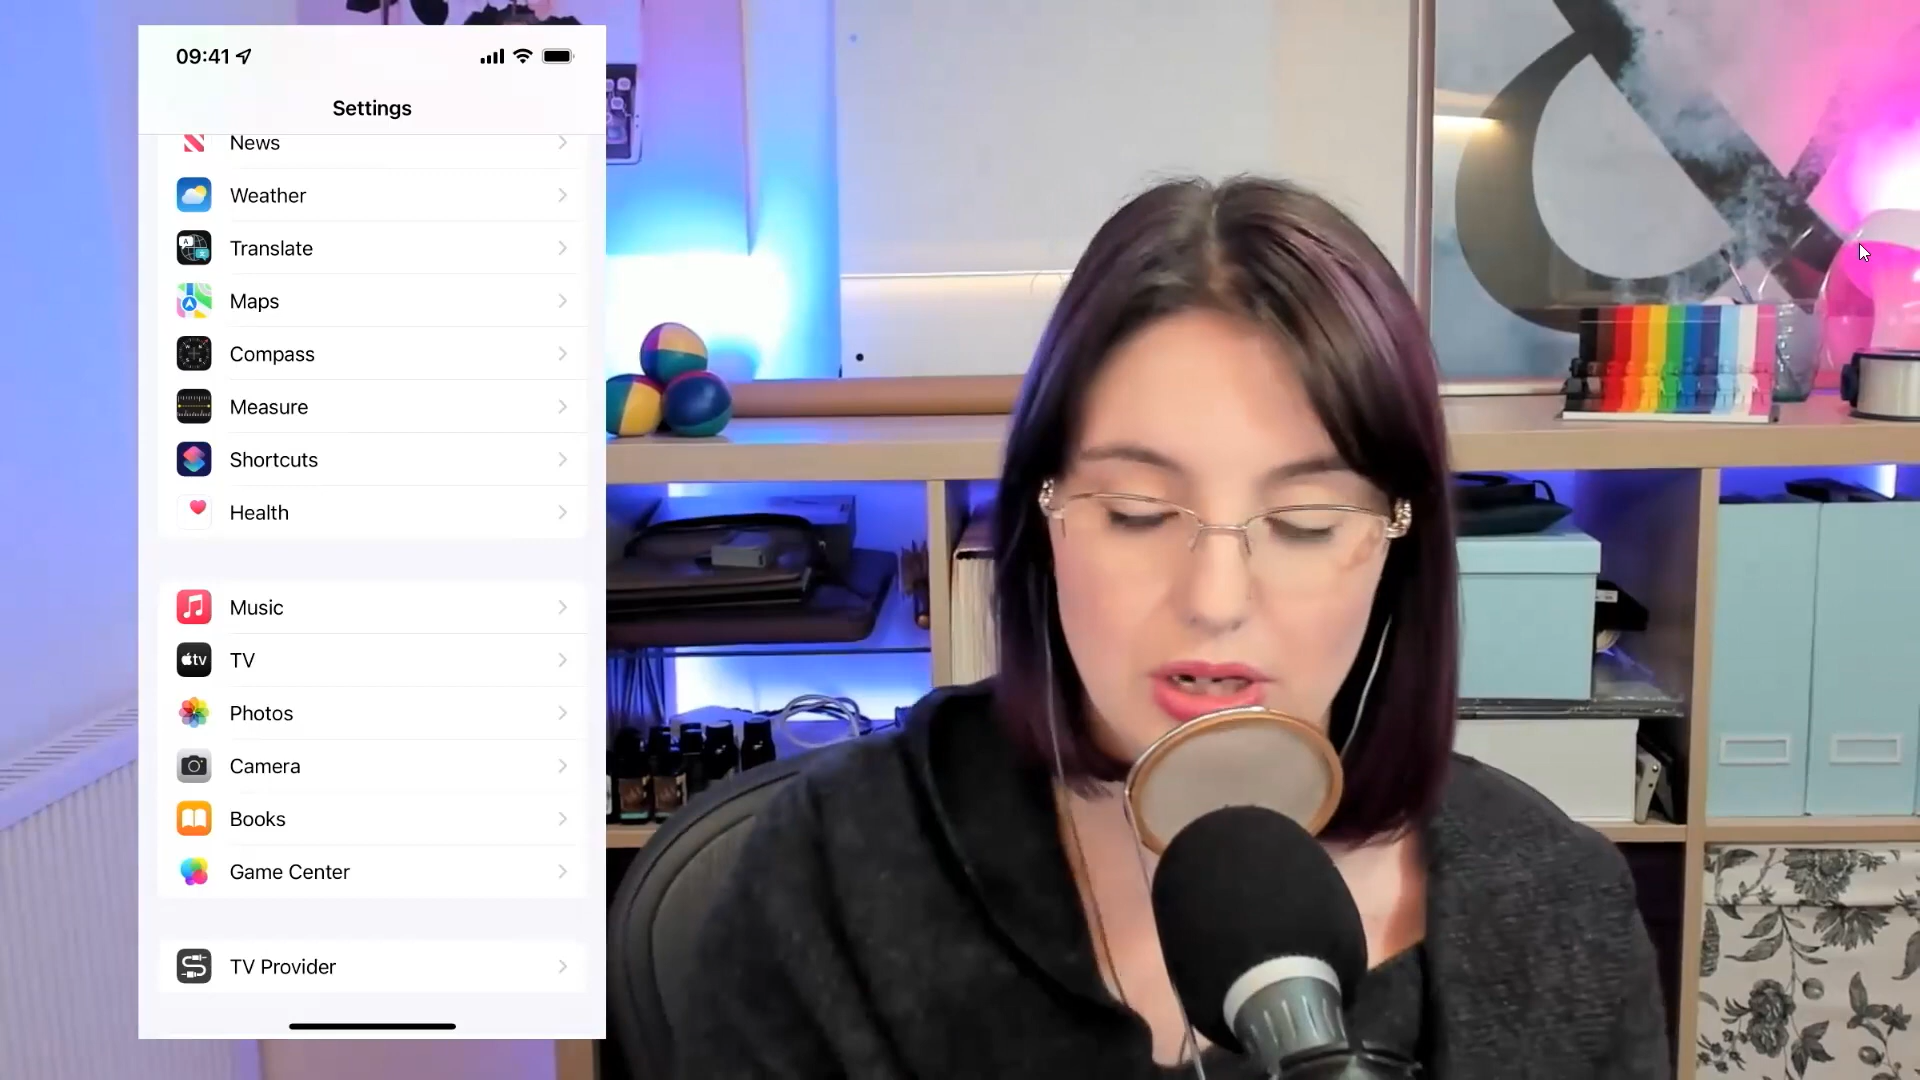 09:41
Settings
News
Weather
Translate
Maps
Compass
Measure
Shortcuts
Health
Music
tv TV
Photos
Camera
Books
Game Center
TV Provider